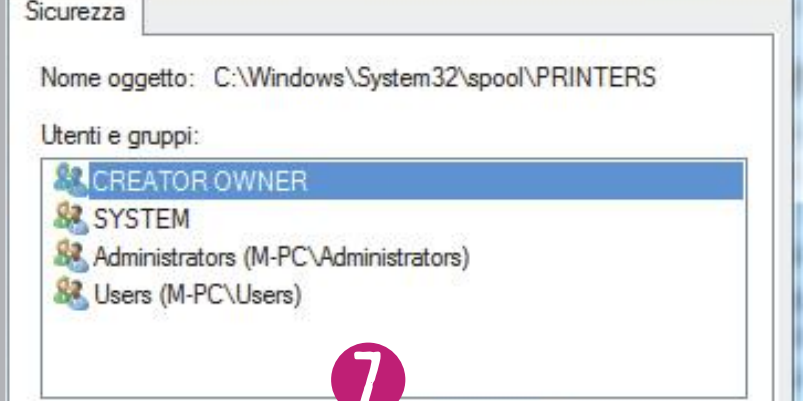 Sicurezza
Nome oggetto: C:\Windows\System32\spool\PRINTERS
Utenti e gruppi:
CREATOR OWNER
SYSTEM
Administrators (M-PC\Administrators)
Users (M-PC\Users)
7